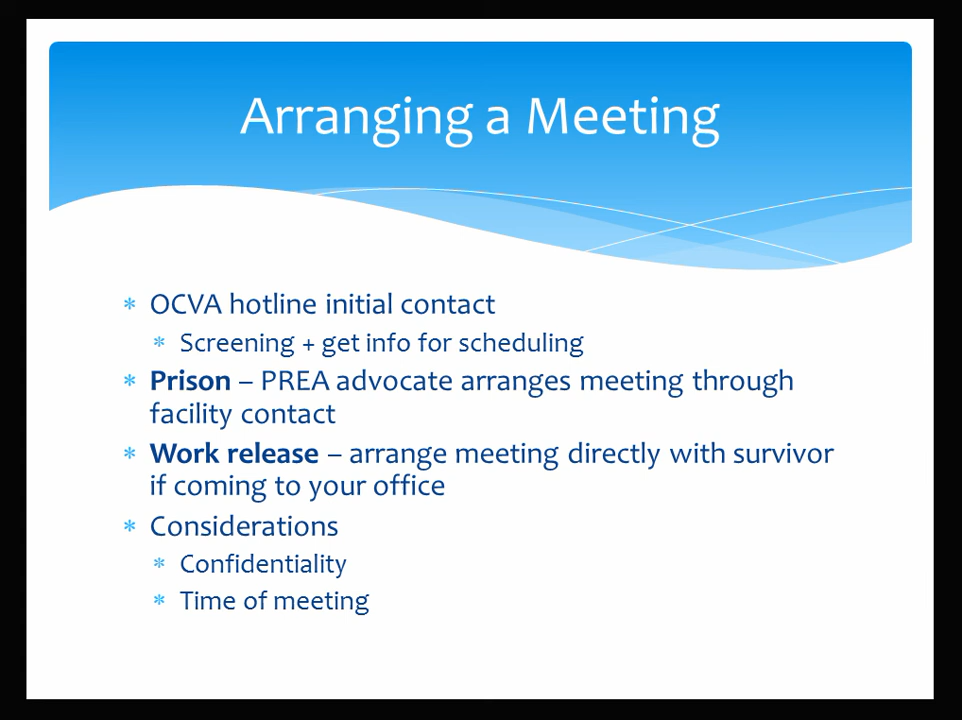 Arranging a Meeting
* OCVA hotline initial contact
* Screening + get info for scheduling
* Prison – PREA advocate arranges meeting through
facility contact
* Work release – arrange meeting directly with survivor
if coming to your office
* Considerations
* Confidentiality
* Time of meeting